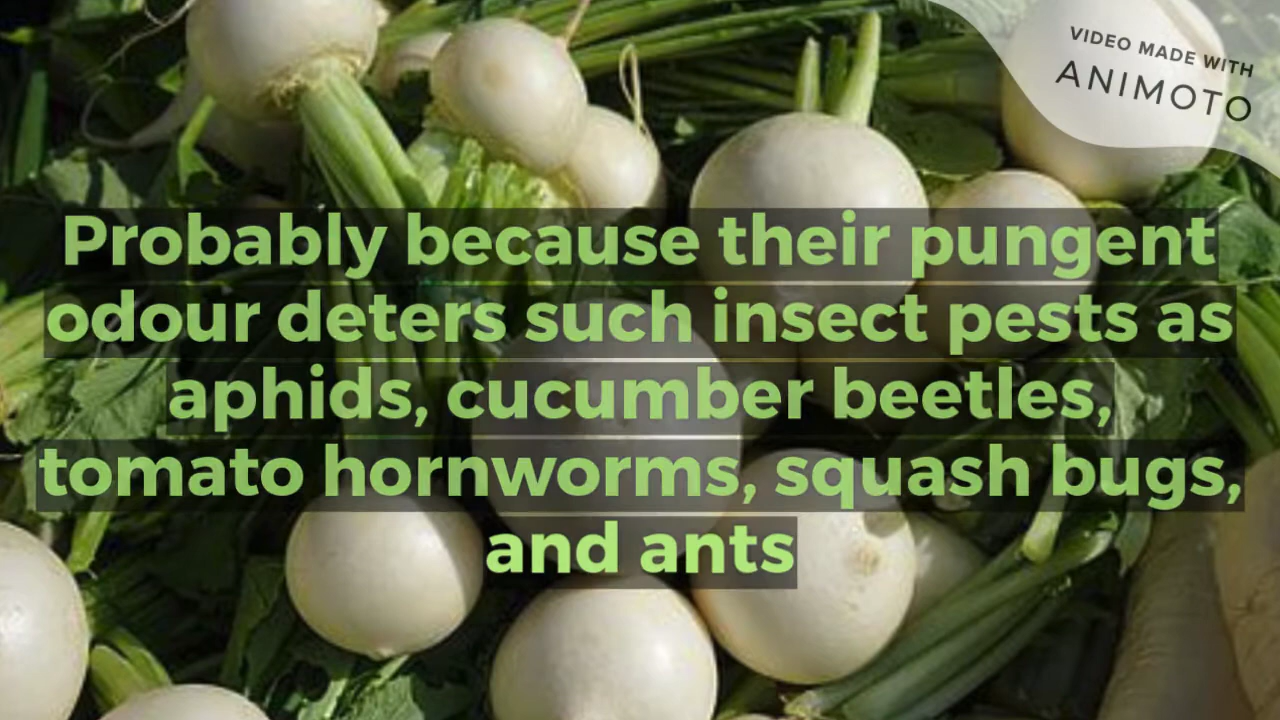 VIDEO MADE WITH
ANIMOTO
Probably because their pungent
odour deters such insect pests as
aphids, cucumber beetles,
tomato hornworms, squash bugs,
and ants